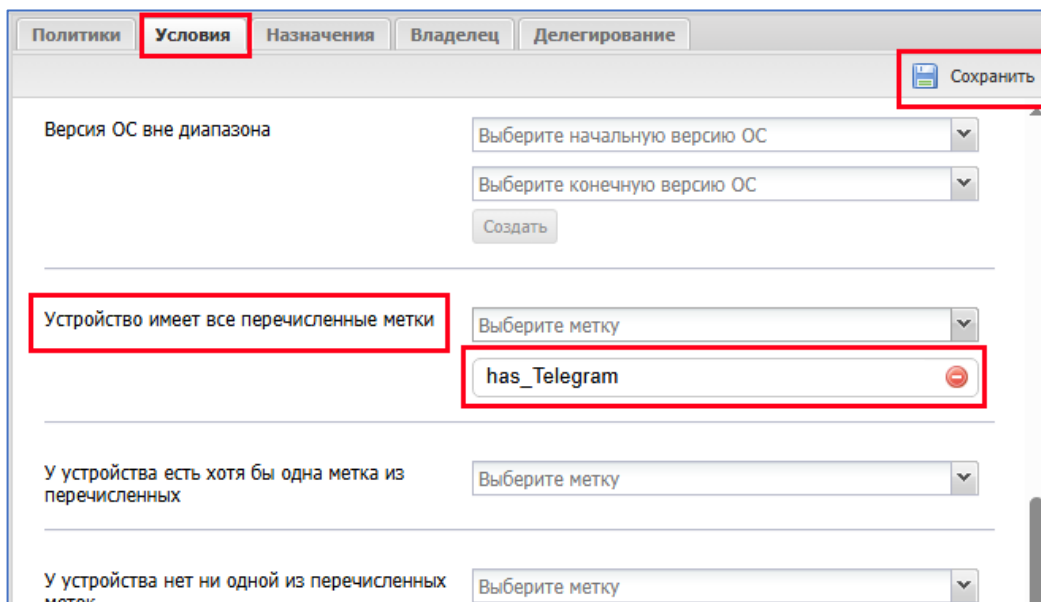 Политики Условия Назначения Владелец Делегирование
Сохранить
Версия ОС вне диапазона
Выберите начальную версию ОС
Выберите конечную версию ОС
Создать
Устройство имеет все перечисленные метки
Выберите метку
has_Telegram
У устройства есть хотя бы одна метка из
перечисленных
Выберите метку
У устройства нет ни одной из перечисленных
меток
Выберите метку